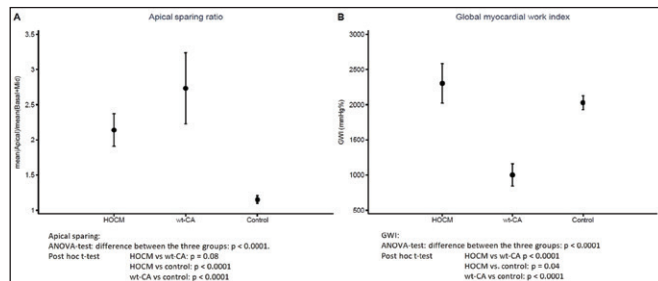 A
Apical sparing ratio
3.5
3
2.5
2
1.5
1
mean(Apical)/mean(Basal+Mid)
HOCM
wt-CA
Control
Apical sparing:
ANOVA-test: difference between the three groups: p < 0.0001.
Post hoc t-test HOCM vs wt-CA: p = 0.08
HOCM vs control: p < 0.0001
wt-CA vs control: p < 0.0001
B
Global myocardial work index
3000
2500
2000
1500
1000
500
GWI (mmHg%)
HOCM
wt-CA
Control
GWI:
ANOVA-test: difference between the three groups: p < 0.0001
Post hoc t-test HOCM vs wt-CA p < 0.0001
HOCM vs. control: p = 0.04
wt-CA vs control: p < 0.0001